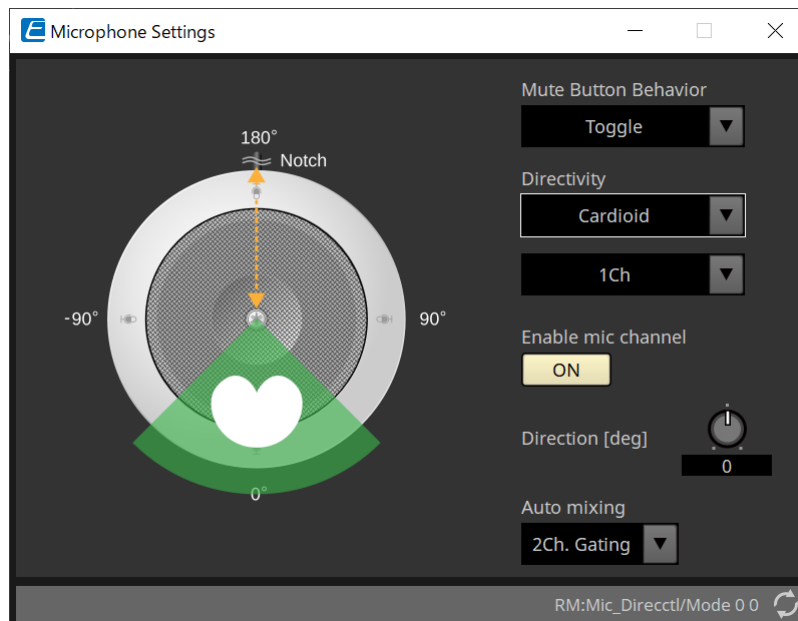 Microphone Settings
Mute Button Behavior
Toggle
Directivity
Cardioid
1Ch
Enable mic channel
ON
Direction [deg]
0
Auto mixing
2Ch. Gating
180°
Notch
-90°
90°
0°
RM:Mic_Direcctl/Mode 0 0